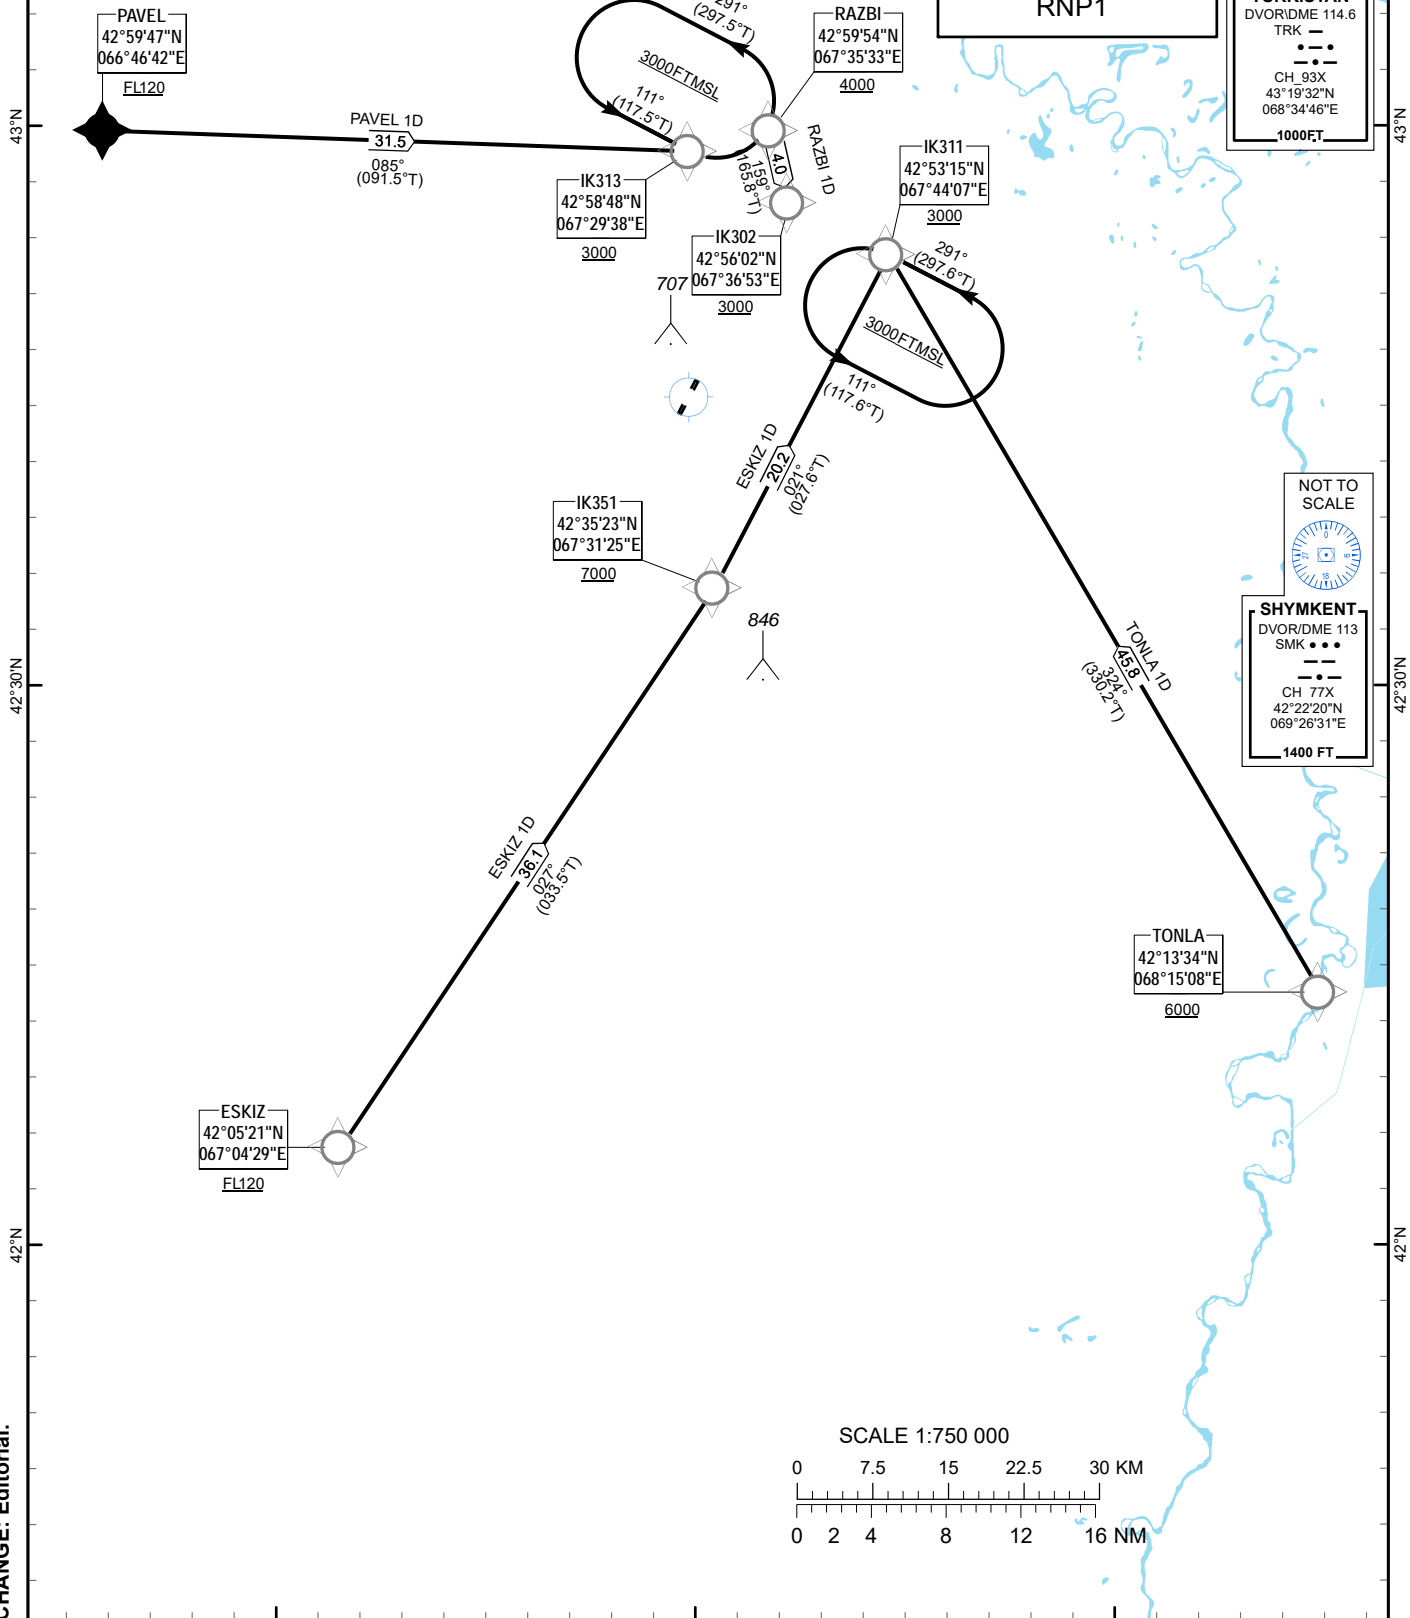 PAVEL
42°59'47"N
066°46'42"E
FL120
291°
(297.5°T)
3000FTMSL
111°
(117.5°T)
RAZBI
42°59'54"N
067°35'33"E
4000
RNP1
DVOR\DME 114.6
TRK
CH 93X
43°19'32"N
068°34'46"E
1000FT
43°N
43°N
PAVEL 1D
31.5
085°
(091.5°T)
RAZBI 1D
4.0
159°
(165.8°T)
IK313
42°58'48"N
067°29'38"E
3000
IK311
42°53'15"N
067°44'07"E
3000
IK302
42°56'02"N
067°36'53"E
3000
707
291°
(297.6°T)
3000FTMSL
111°
(117.6°T)
ESKIZ 1D
20.2
021°
(027.6°T)
IK351
42°35'23"N
067°31'25"E
7000
NOT TO
SCALE
0
9
18
27
846
SHYMKENT
DVOR/DME 113
SMK
CH 77X
42°22'20"N
069°26'31"E
1400 FT
TONLA 1D
45.8
324°
(330.2°T)
42°30'N
42°30'N
ESKIZ 1D
36.1
027°
(033.5°T)
TONLA
42°13'34"N
068°15'08"E
6000
ESKIZ
42°05'21"N
067°04'29"E
FL120
42°N
42°N
SCALE 1:750 000
0 7.5 15 22.5 30 KM
0 2 4 8 12 16 NM
CHANGE: Editorial.